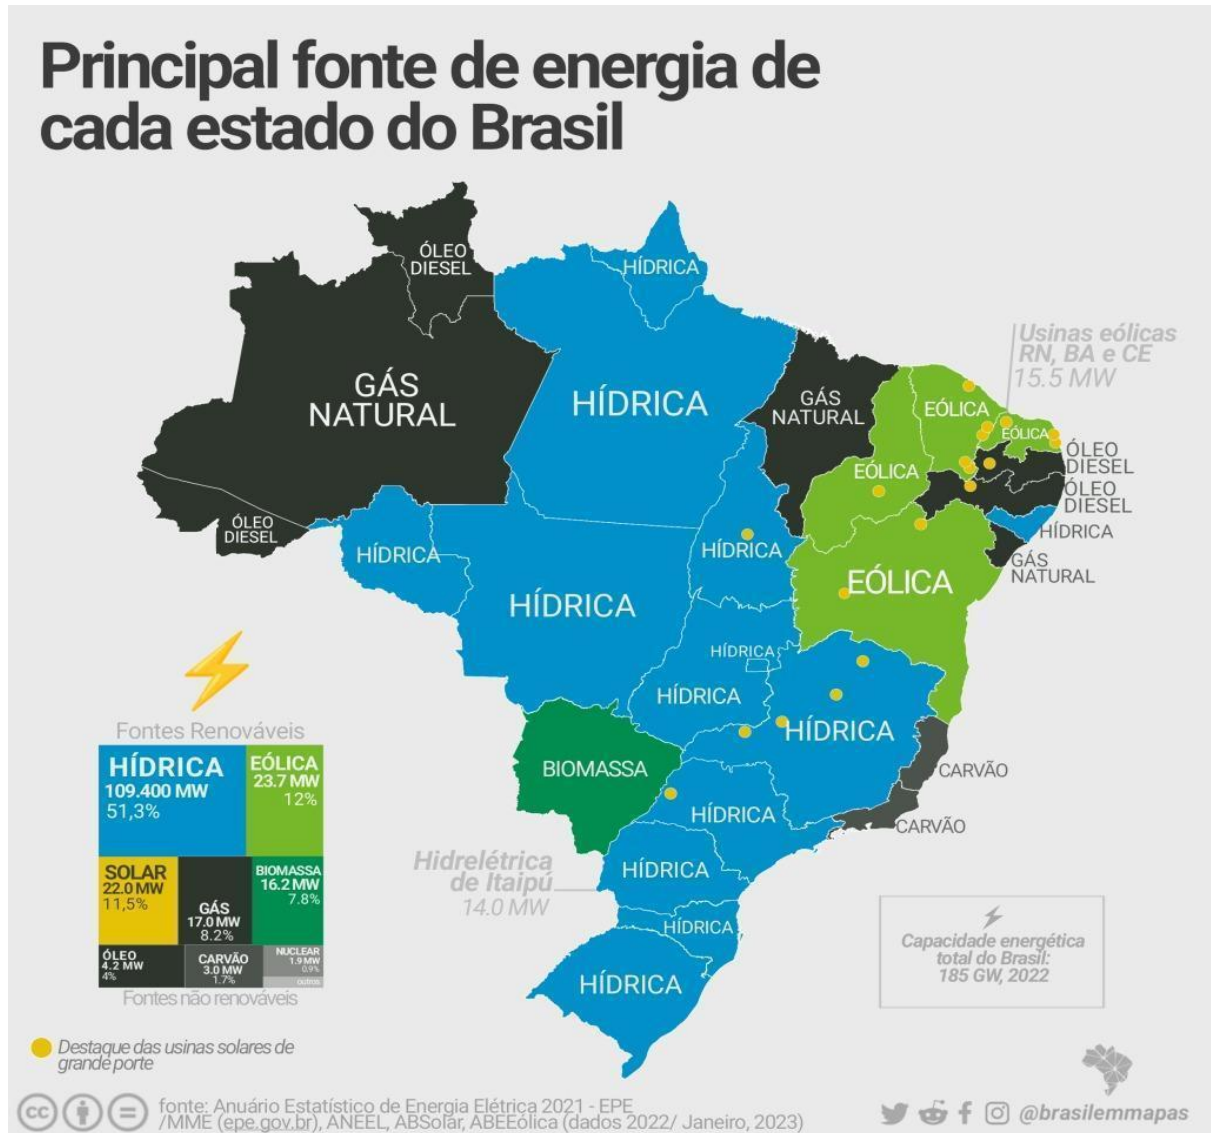 Principal fonte de energia de
cada estado do Brasil
ÓLEO
DIESEL
HÍDRICA
Usinas eólicas
RN, BA e CE
15.5 MW
GÁS
NATURAL
HÍDRICA
GÁS
NATURAL
EÓLICA
EÓLICA
ÓLEO
DIESEL
EÓLICA
ÓLEO
DIESEL
ÓLEO
DIESEL
HÍDRICA
HÍDRICA
HÍDRICA
GÁS
NATURAL
EÓLICA
HÍDRICA
HÍDRICA
HÍDRICA
HÍDRICA
BIOMASSA
CARVÃO
HÍDRICA
CARVÃO
Hidrelétrica
de Itaipú
14.0 MW
HÍDRICA
HÍDRICA
HÍDRICA
Fontes Renováveis
HÍDRICA
109.400 MW
51,3%
EÓLICA
23.7 MW
12%
SOLAR
22.0 MW
11,5%
GÁS
17.0 MW
8.2%
BIOMASSA
16.2 MW
7.8%
ÓLEO
4.2 MW
4%
CARVÃO
3.0 MW
1.7%
NUCLEAR
1.9 MW
0.9%
outros
Fontes não renováveis
Capacidade energética
total do Brasil:
185 GW, 2022
Destaque das usinas solares de
grande porte
cc
fonte: Anuário Estatístico de Energia Elétrica 2021 - EPE
/MME (epe.gov.br), ANEEL, ABSolar, ABEEólica (dados 2022/ Janeiro, 2023)
@brasilemmapas